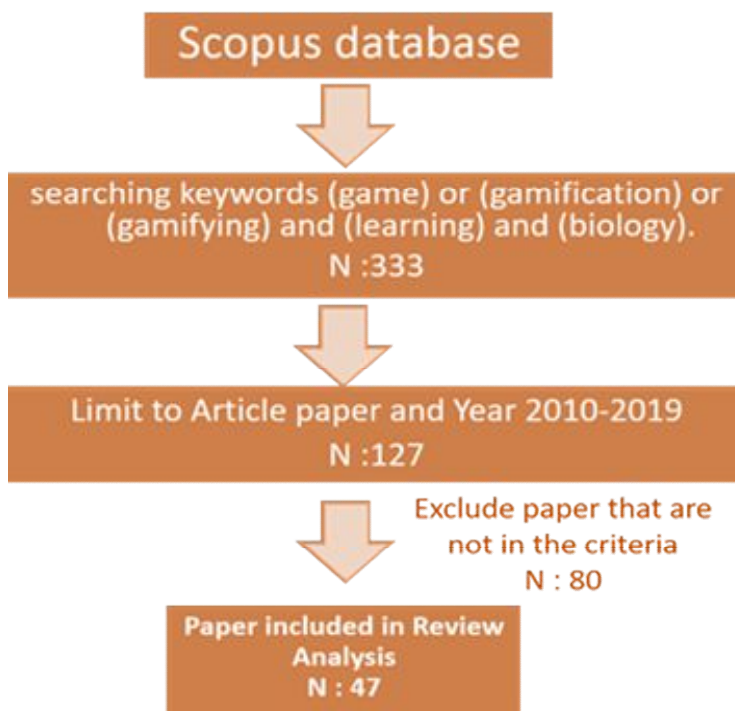 Scopus database
searching keywords (game) or (gamification) or
(gamifying) and (learning) and (biology).
N :333
Limit to Article paper and Year 2010-2019
N :127
Exclude paper that are
not in the criteria
N : 80
Paper included in Review
Analysis
N : 47